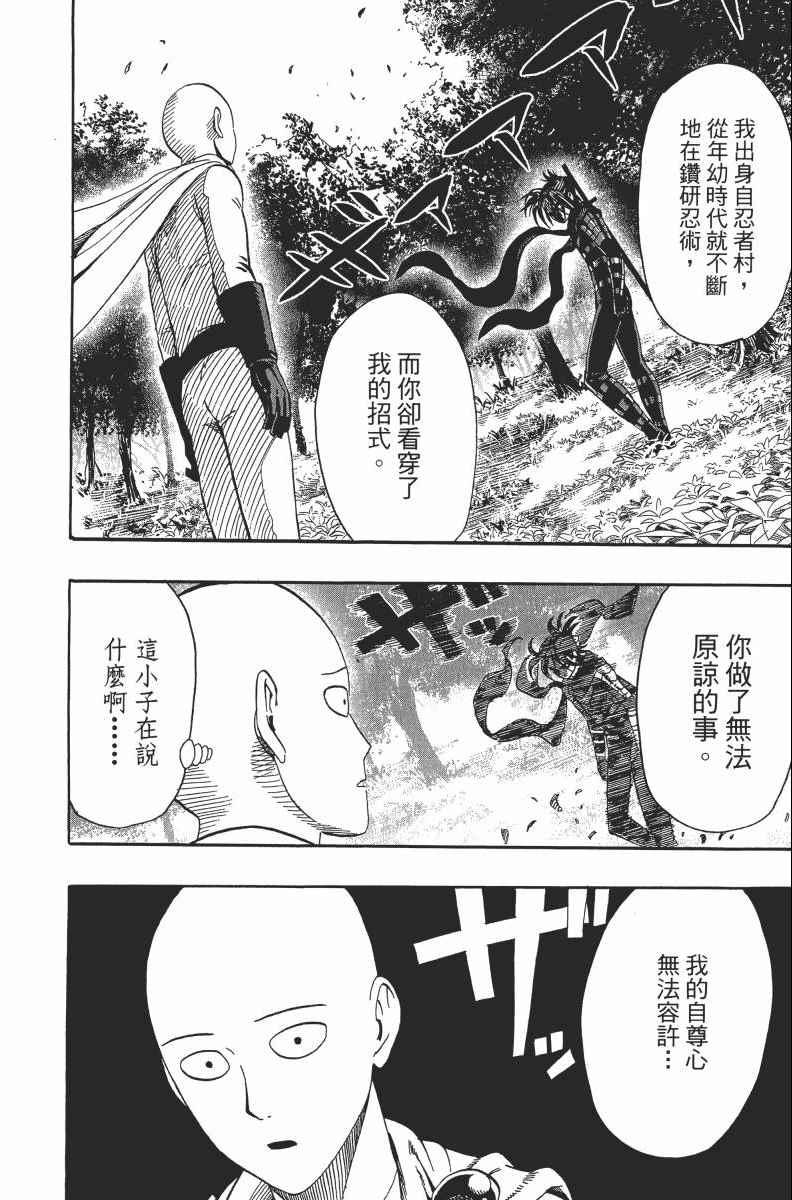 我出身自忍者村，
從年幼時代就不斷
地在鑽研忍術，
而你卻看穿了
我的招式。
你做了無法
原諒的事。
這小子在說
什麼啊……
我的自尊心
無法容許…